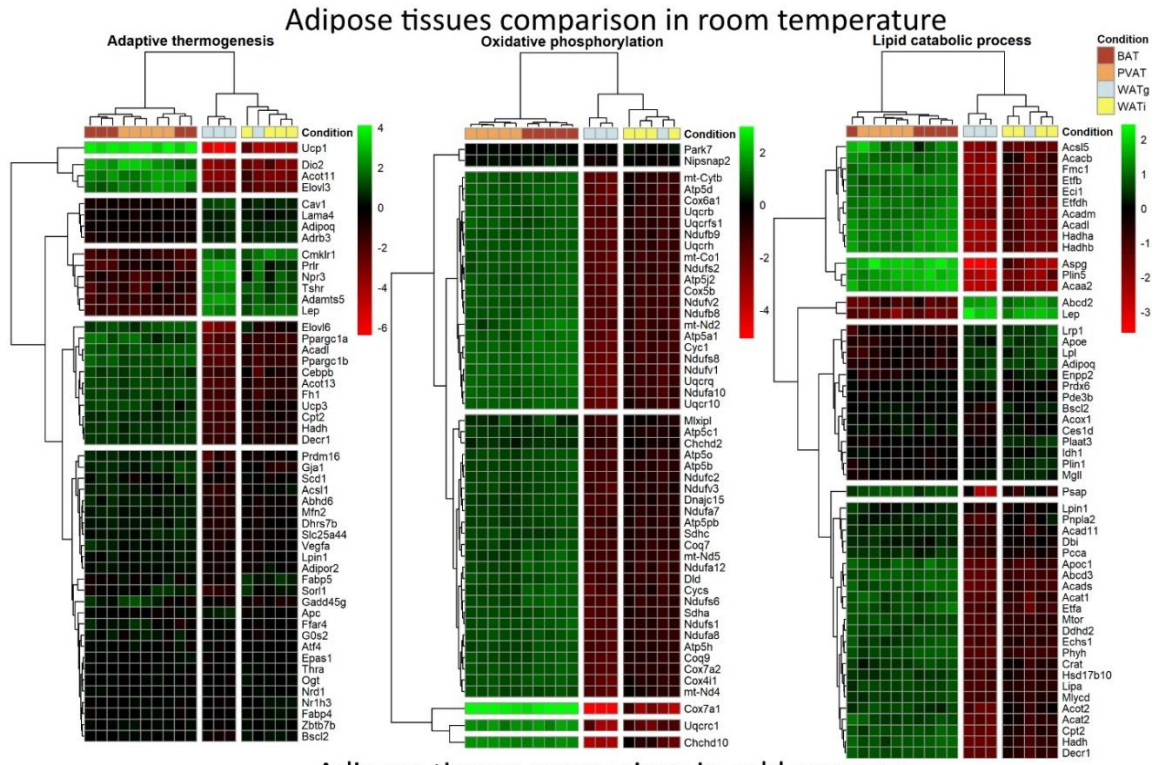 Adipose tissues comparison in room temperature
Adaptive thermogenesis
Oxidative phosphorylation
Lipid catabolic process
Condition
BAT
PVAT
WATg
WATi
Condition
4
2
0
-2
-4
-6
Ucp1
Dio2
Acot11
Elovl3
Cav1
Lama4
Adipoq
Adrb3
Cmklr1
Prlr
Npr3
Tshr
Adamts5
Lep
Elovl6
Ppargc1a
Acadl
Ppargc1b
Cebpb
Acot13
Fh1
Ucp3
Cpt2
Hadh
Decr1
Prdm16
Gja1
Scd1
Acsl1
Abhd6
Mfn2
Dhrs7b
Slc25a44
Vegfa
Lpin1
Adipor2
Fabp5
Sorl1
Gadd45g
Apc
Ffar4
G0s2
Atf4
Epas1
Thra
Ogt
Nrd1
Nr1h3
Fabp4
Zbtb7b
Bscl2
Condition
2
0
-2
-4
Park7
Nipsnap2
mt-Cytb
Atp5d
Cox6a1
Uqcrb
Uqcrfs1
Ndufb9
Uqcrh
mt-Co1
Ndufs2
Atp5j2
Cox5b
Ndufv2
Ndufb8
mt-Nd2
Atp5a1
Cyc1
Ndufs8
Ndufv1
Uqcrq
Ndufa10
Uqcr10
Mlxipl
Atp5c1
Chchd2
Atp5o
Atp5b
Ndufc2
Ndufv3
Dnajc15
Ndufa7
Atp5pb
Sdhc
Coq7
mt-Nd5
Ndufa12
Dld
Cycs
Ndufs6
Sdha
Ndufs1
Ndufa8
Atp5h
Coq9
Cox7a2
Cox4i1
mt-Nd4
Cox7a1
Uqcrc1
Chchd10
Condition
2
1
0
-1
-2
-3
Acsl5
Acacb
Fmc1
Etfb
Eci1
Etfdh
Acadm
Acadl
Hadha
Hadhb
Aspg
Plin5
Acaa2
Abcd2
Lep
Lrp1
Apoe
Lpl
Adipoq
Enpp2
Prdx6
Pde3b
Bscl2
Acox1
Ces1d
Plaat3
Idh1
Plin1
Mgll
Psap
Lpin1
Pnpla2
Acad11
Dbi
Pcca
Apoc1
Abcd3
Acads
Acat1
Etfa
Mtor
Ddhd2
Echs1
Phyh
Crat
Hsd17b10
Lipa
Mlycd
Acot2
Acat2
Cpt2
Hadh
Decr1